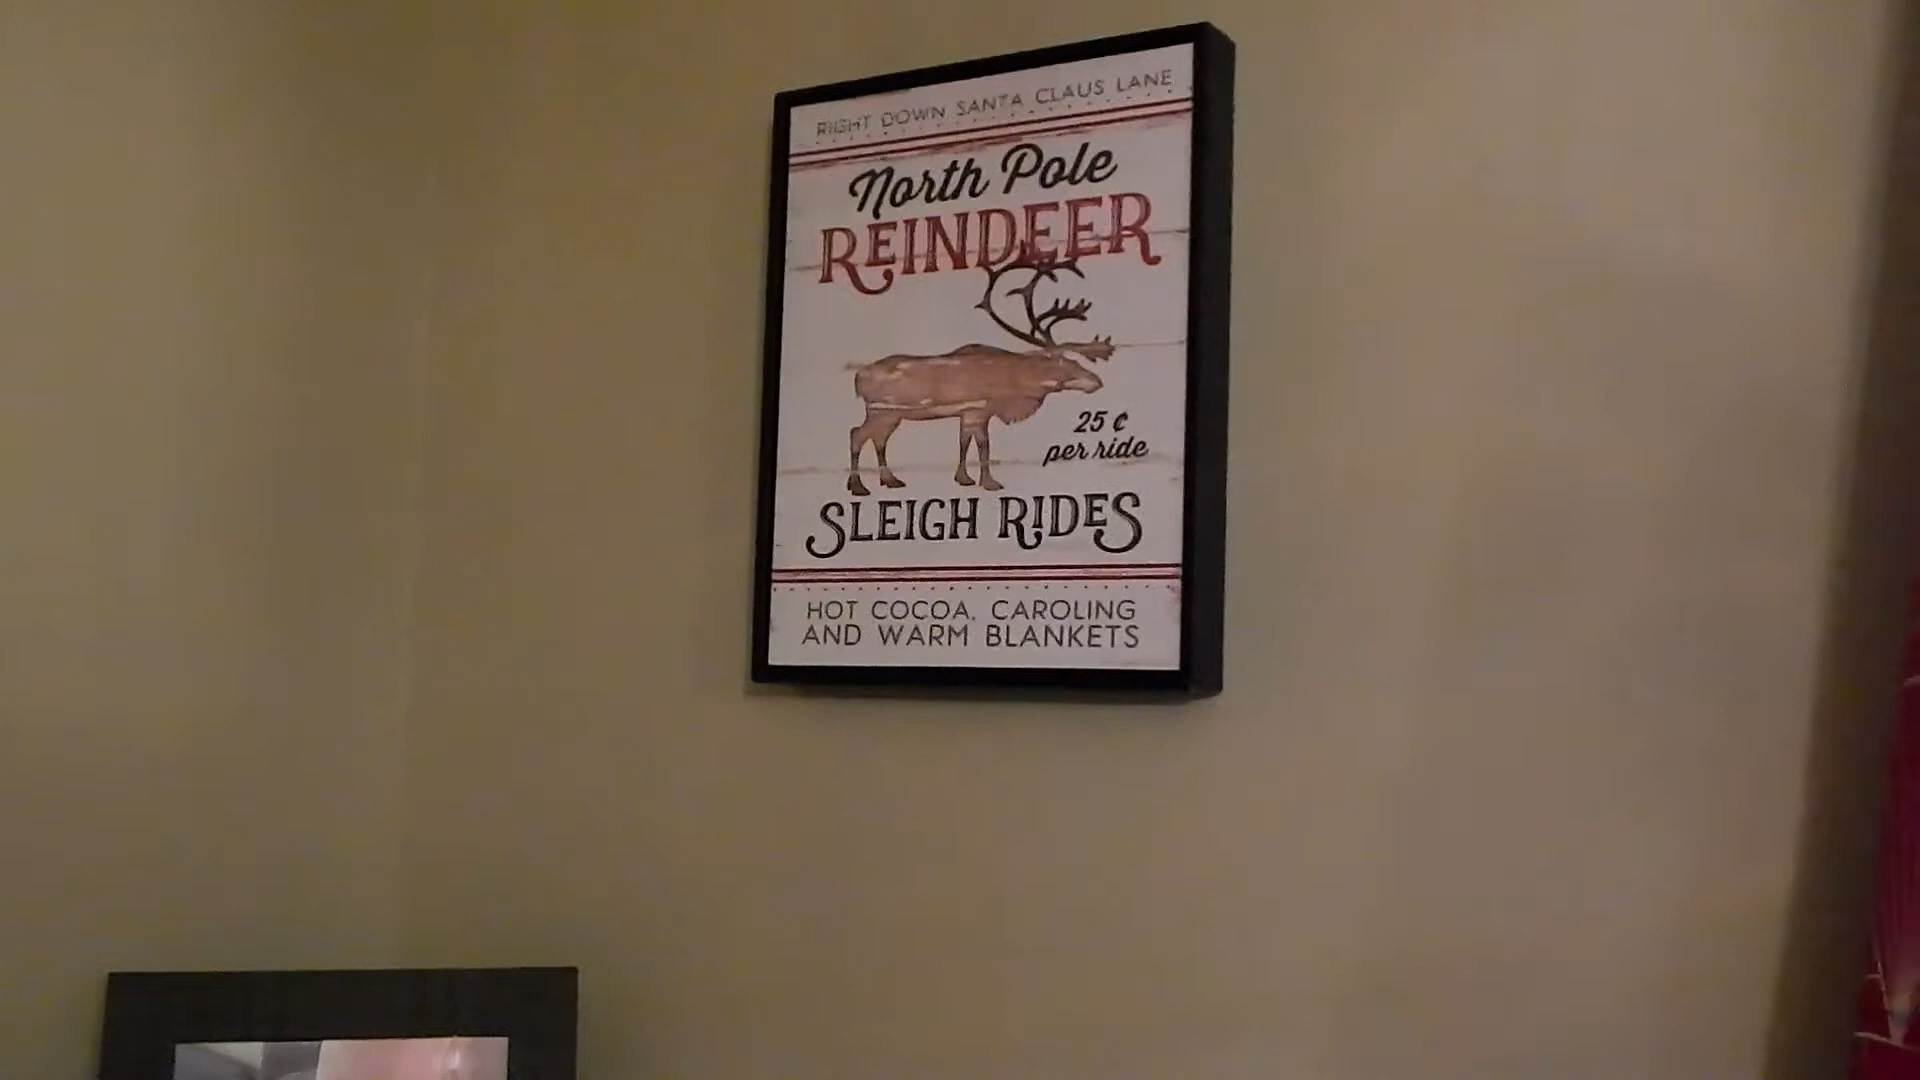 RIGHT DOWN SANTA CLAUS LANE
North Pole
REINDEER
25 ¢
per ride
SLEIGH RIDES
HOT COCOA, CAROLING
AND WARM BLANKETS